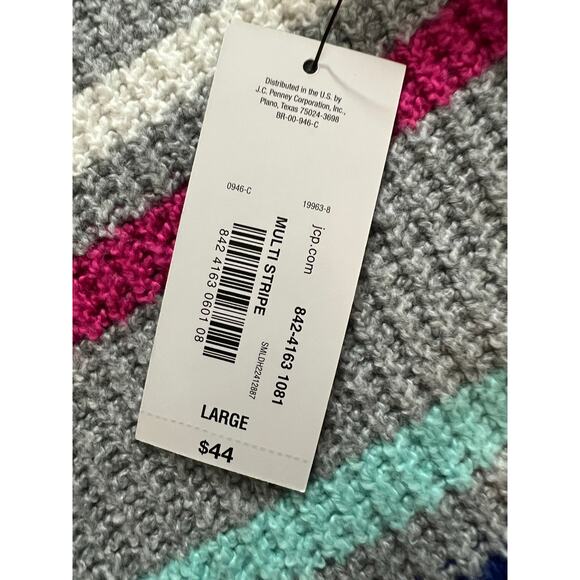 Distributed in the U.S. by
J.C. Penney Corporation, Inc.,
Plano, Texas 75024-3698
BR-00-946-C
0946-C
19963-8
jcp.com
842-4163 1081
SMLDH22412887
MULTI STRIPE
842 4163 0601 08
LARGE
$44